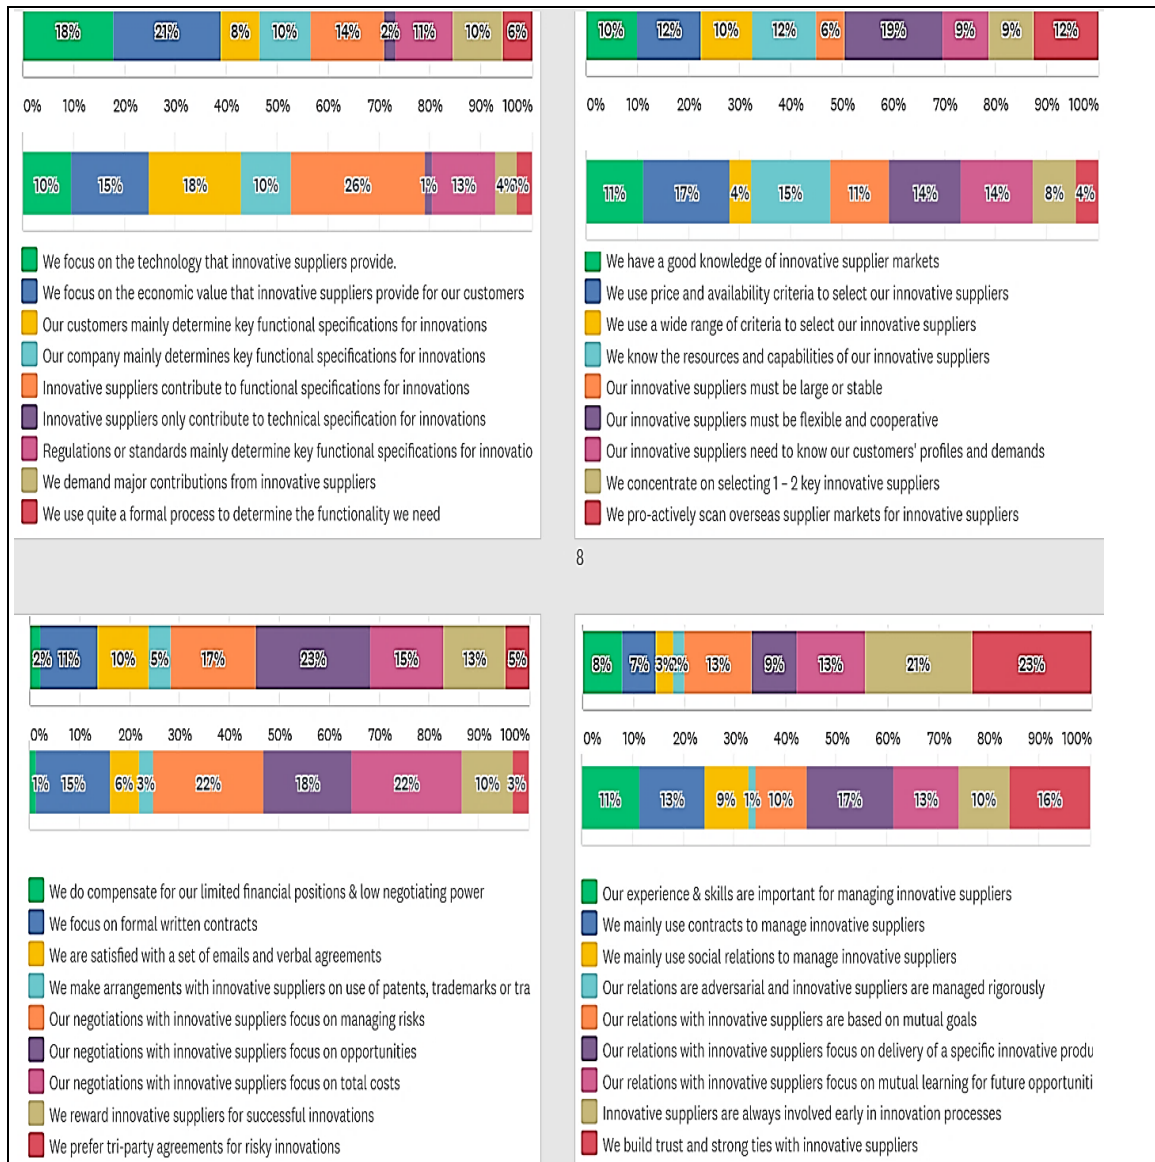 18% 21% 8% 10% 14% 2% 11% 10% 6%
0% 10% 20% 30% 40% 50% 60% 70% 80% 90% 100%
10% 15% 18% 10% 26% 1% 13% 4% 3%
We focus on the technology that innovative suppliers provide.
We focus on the economic value that innovative suppliers provide for our customers
Our customers mainly determine key functional specifications for innovations
Our company mainly determines key functional specifications for innovations
Innovative suppliers contribute to functional specifications for innovations
Innovative suppliers only contribute to technical specification for innovations
Regulations or standards mainly determine key functional specifications for innovatio
We demand major contributions from innovative suppliers
We use quite a formal process to determine the functionality we need
10% 12% 10% 12% 6% 19% 9% 9% 12%
0% 10% 20% 30% 40% 50% 60% 70% 80% 90% 100%
11% 17% 4% 15% 11% 14% 14% 8% 4%
We have a good knowledge of innovative supplier markets
We use price and availability criteria to select our innovative suppliers
We use a wide range of criteria to select our innovative suppliers
We know the resources and capabilities of our innovative suppliers
Our innovative suppliers must be large or stable
Our innovative suppliers must be flexible and cooperative
Our innovative suppliers need to know our customers' profiles and demands
We concentrate on selecting 1 – 2 key innovative suppliers
We pro-actively scan overseas supplier markets for innovative suppliers
8
2% 11% 10% 5% 17% 23% 15% 13% 5%
0% 10% 20% 30% 40% 50% 60% 70% 80% 90% 100%
1% 15% 6% 3% 22% 18% 22% 10% 3%
We do compensate for our limited financial positions & low negotiating power
We focus on formal written contracts
We are satisfied with a set of emails and verbal agreements
We make arrangements with innovative suppliers on use of patents, trademarks or tra
Our negotiations with innovative suppliers focus on managing risks
Our negotiations with innovative suppliers focus on opportunities
Our negotiations with innovative suppliers focus on total costs
We reward innovative suppliers for successful innovations
We prefer tri-party agreements for risky innovations
8% 7% 3% 2% 13% 9% 13% 21% 23%
0% 10% 20% 30% 40% 50% 60% 70% 80% 90% 100%
11% 13% 9% 1% 10% 17% 13% 10% 16%
Our experience & skills are important for managing innovative suppliers
We mainly use contracts to manage innovative suppliers
We mainly use social relations to manage innovative suppliers
Our relations are adversarial and innovative suppliers are managed rigorously
Our relations with innovative suppliers are based on mutual goals
Our relations with innovative suppliers focus on delivery of a specific innovative produ
Our relations with innovative suppliers focus on mutual learning for future opportuniti
Innovative suppliers are always involved early in innovation processes
We build trust and strong ties with innovative suppliers